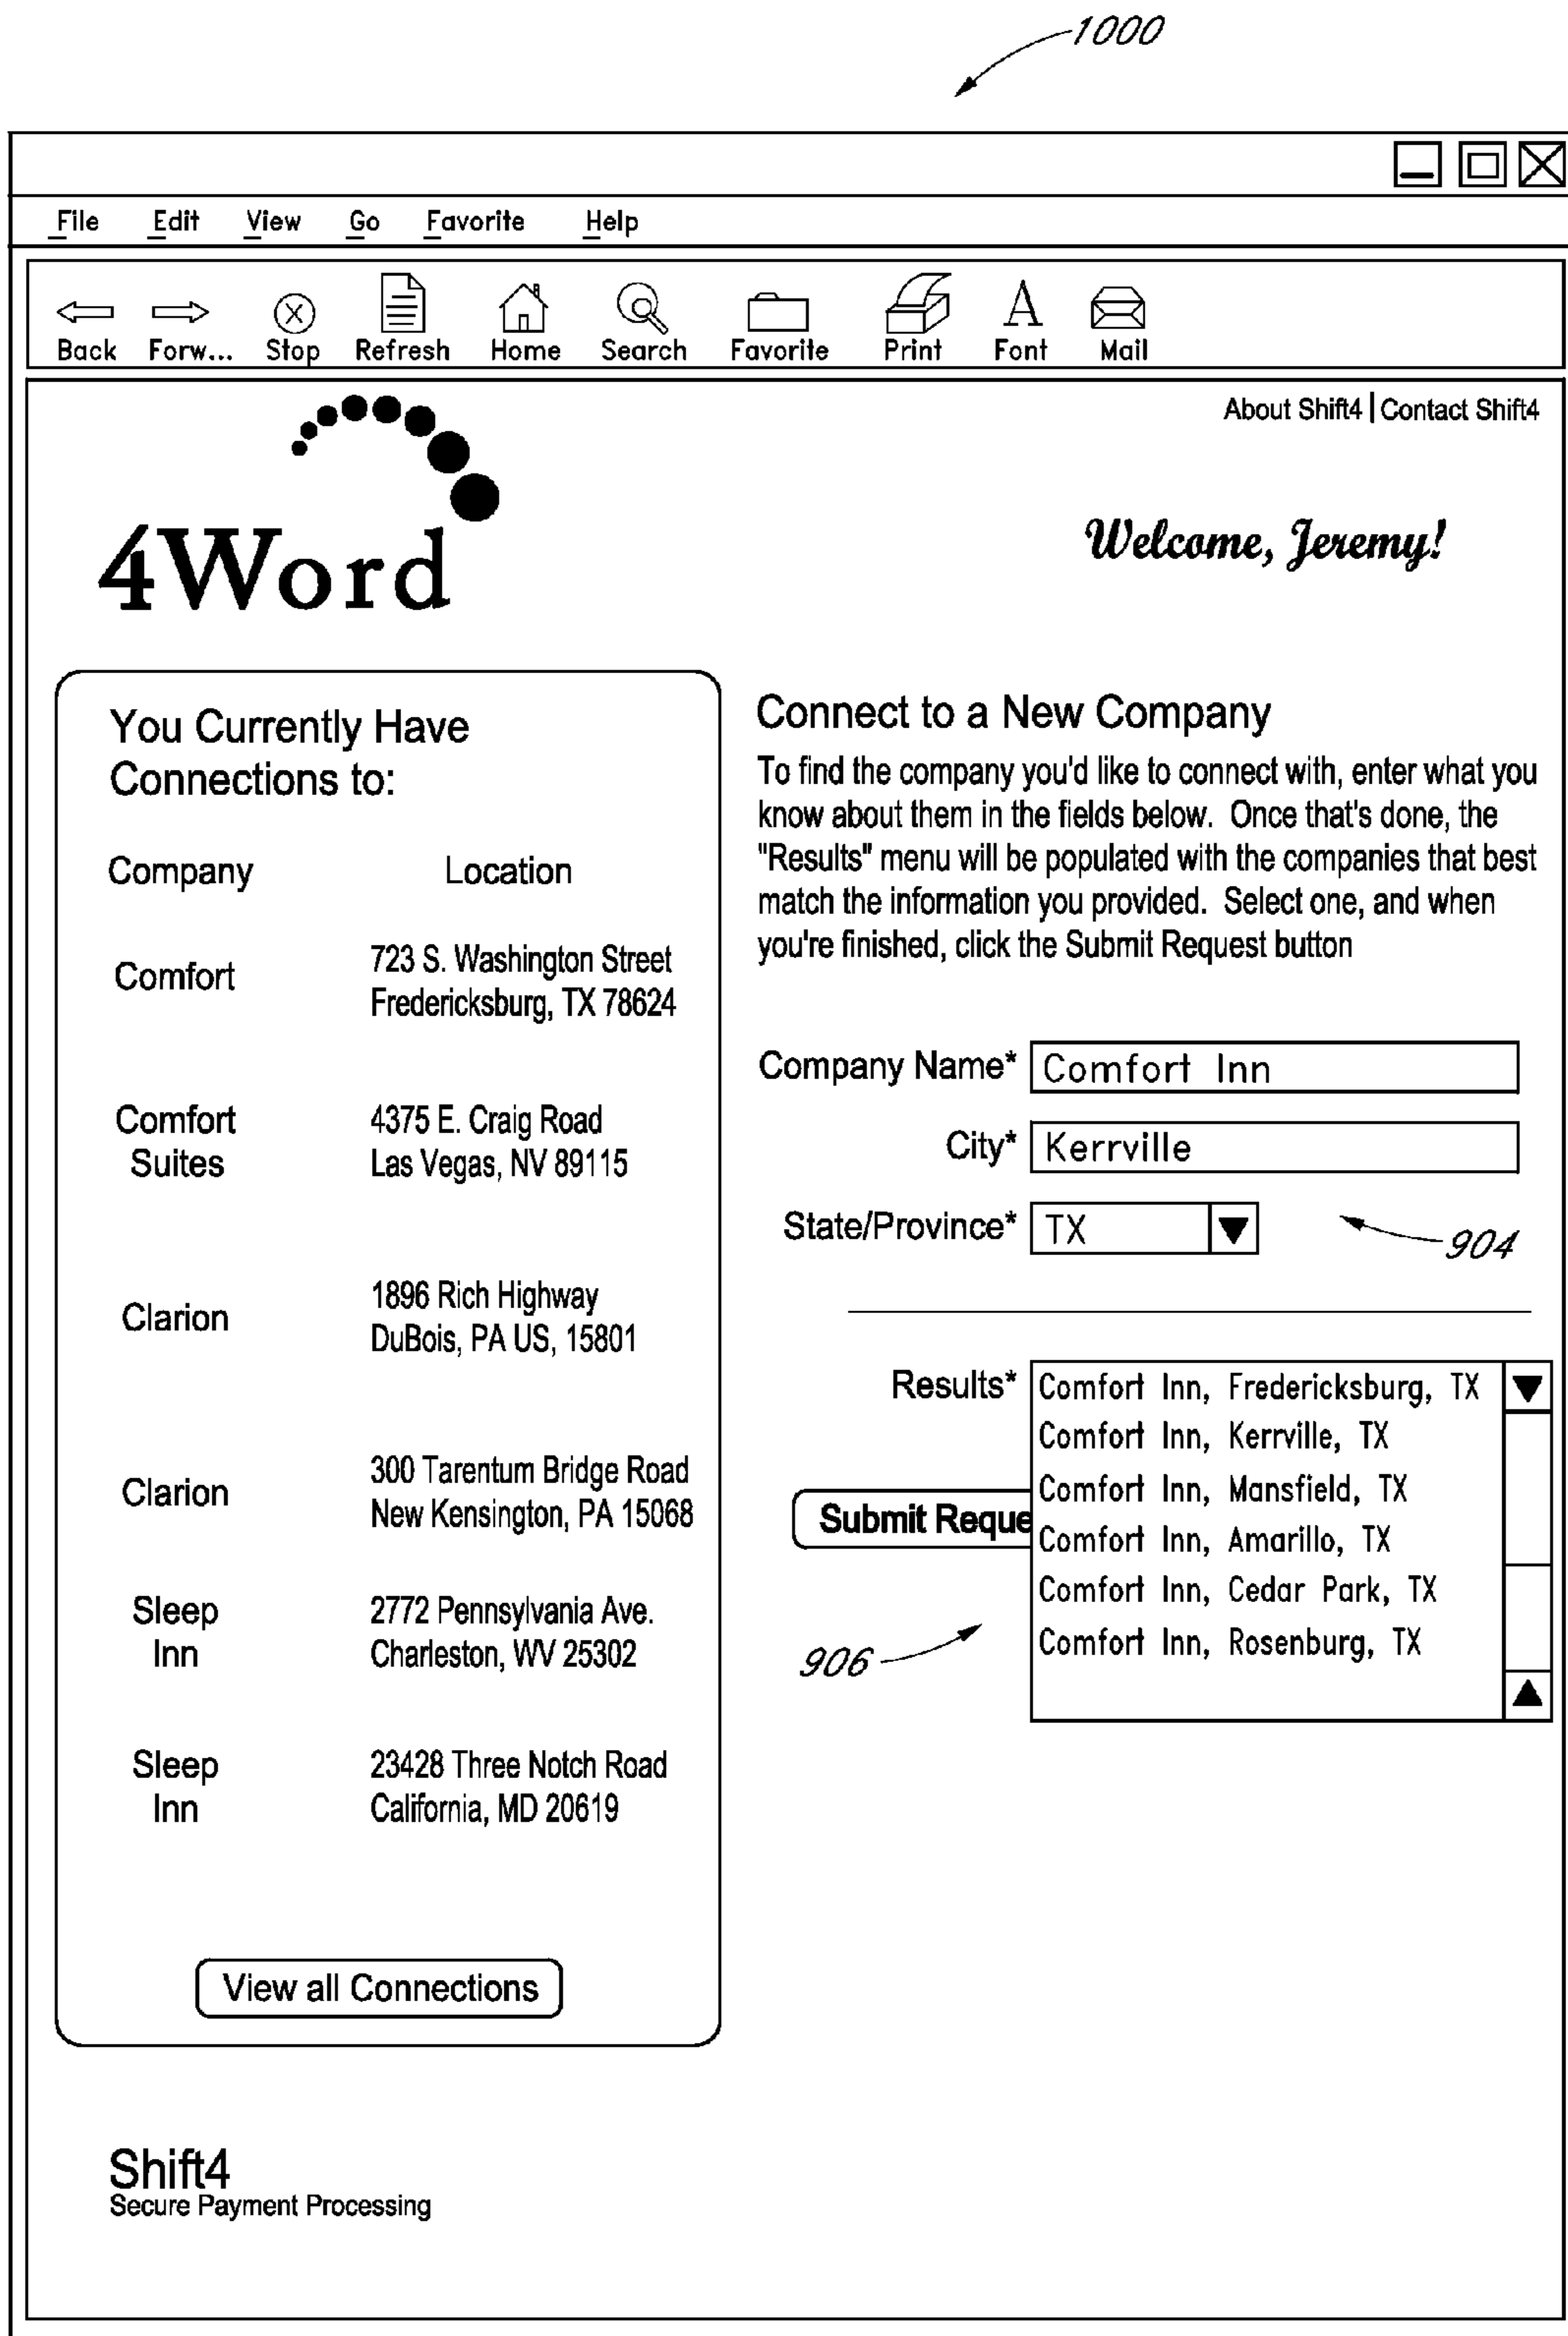 1000
File Edit View Go Favorite Help
Back Forw... Stop Refresh Home Search Favorite Print Font Mail
About Shift4 | Contact Shift4
4Word
Welcome, Jeremy!
You Currently Have
Connections to:
Company Location
Comfort
723 S. Washington Street
Fredericksburg, TX 78624
Comfort
Suites
4375 E. Craig Road
Las Vegas, NV 89115
Clarion
1896 Rich Highway
DuBois, PA US, 15801
Clarion
300 Tarentum Bridge Road
New Kensington, PA 15068
Sleep
Inn
2772 Pennsylvania Ave.
Charleston, WV 25302
Sleep
Inn
23428 Three Notch Road
California, MD 20619
View all Connections
Connect to a New Company
To find the company you'd like to connect with, enter what you
know about them in the fields below. Once that's done, the
"Results" menu will be populated with the companies that best
match the information you provided. Select one, and when
you're finished, click the Submit Request button
Company Name* Comfort Inn
City* Kerrville
State/Province* TX
904
Results* Comfort Inn, Fredericksburg, TX
Comfort Inn, Kerrville, TX
Comfort Inn, Mansfield, TX
Submit Reque
Comfort Inn, Amarillo, TX
Comfort Inn, Cedar Park, TX
Comfort Inn, Rosenburg, TX
906
Shift4
Secure Payment Processing